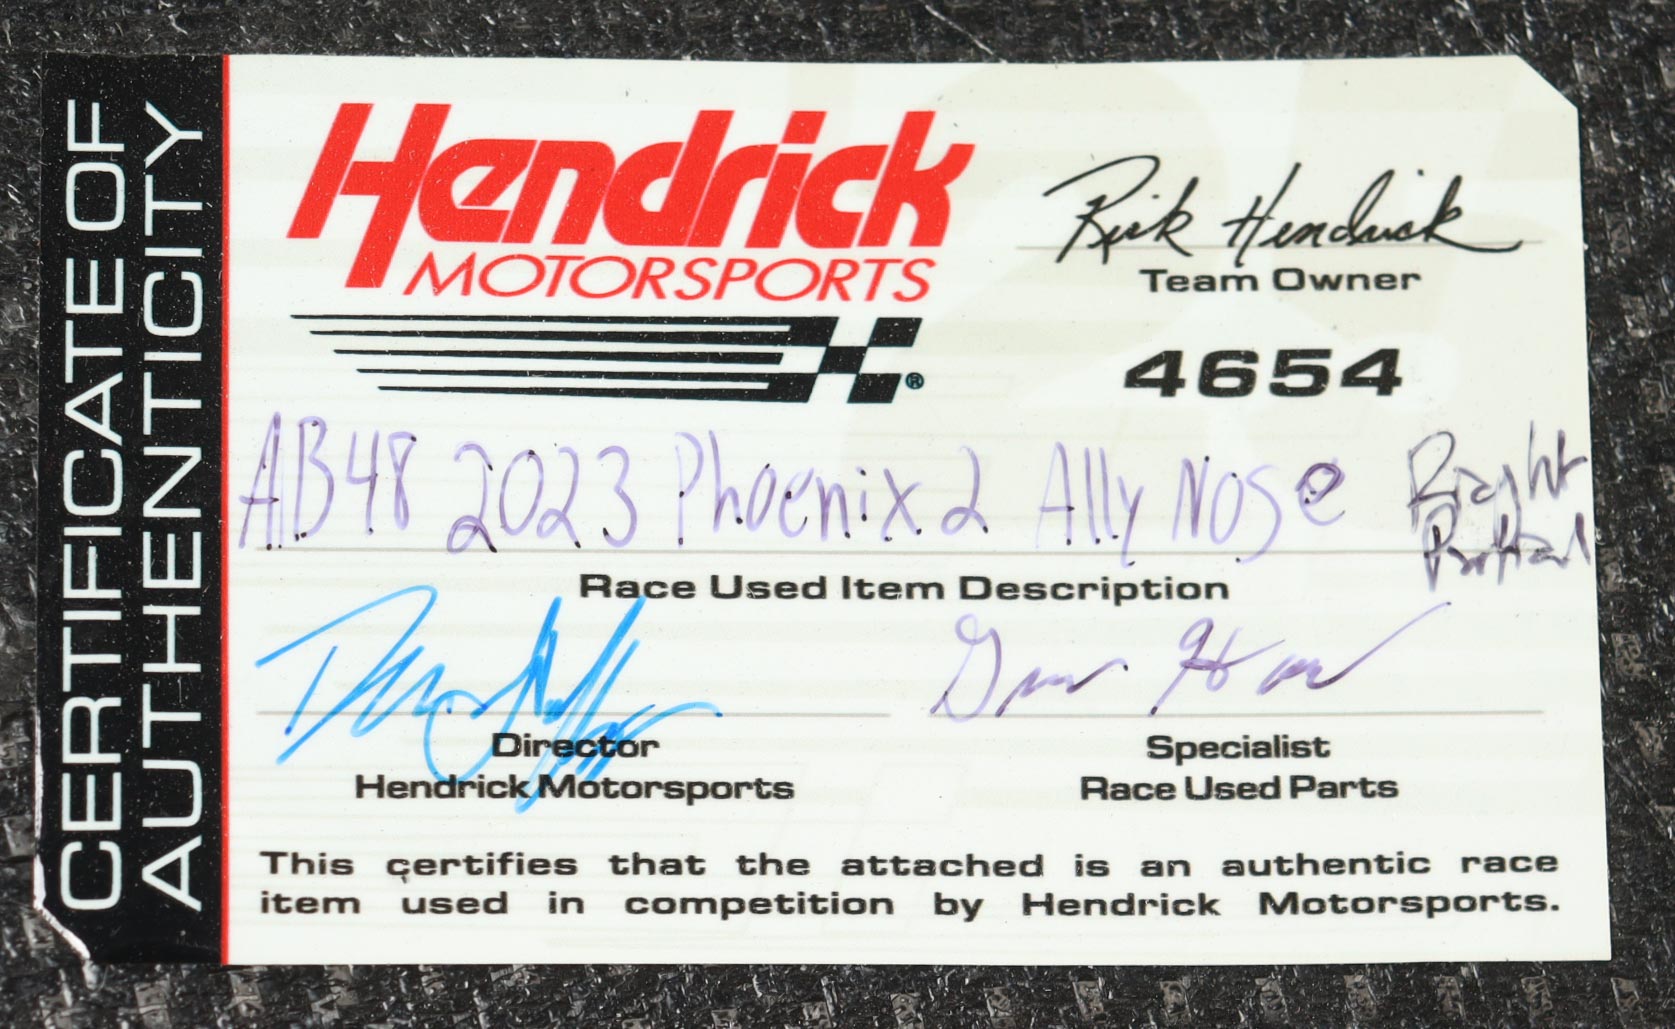 CERTIFICATE OF
AUTHENTICITY
Hendrick
MOTORSPORTS
®
Rick Hendrick
Team Owner
4654
AB48 2023 Phoenix 2 Ally Nose
Right
Partial
Race Used Item Description
Director
Hendrick Motorsports
Specialist
Race Used Parts
This certifies that the attached is an authentic race
item used in competition by Hendrick Motorsports.